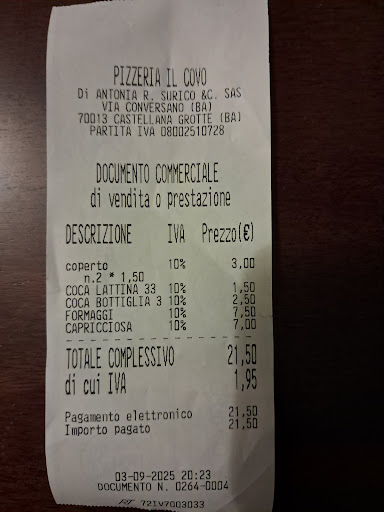 PIZZERIA IL COVO
Di ANTONIA R. SURICO &C. SAS
VIA CONVERSANO (BA)
70013 CASTELLANA GROTTE (BA)
PARTITA IVA 08002510728
DOCUMENTO COMMERCIALE
di vendita o prestazione
DESCRIZIONE IVA Prezzo(€)
coperto 10% 3,00
n.2 * 1,50
COCA LATTINA 33 10% 1,50
COCA BOTTIGLIA 3 10% 2,50
FORMAGGI 10% 7,50
CAPRICCIOSA 10% 7,00
TOTALE COMPLESSIVO 21,50
di cui IVA 1,95
Pagamento elettronico 21,50
Importo pagato 21,50
03-09-2025 20:23
DOCUMENTO N. 0264-0004
RT 72IV7003033